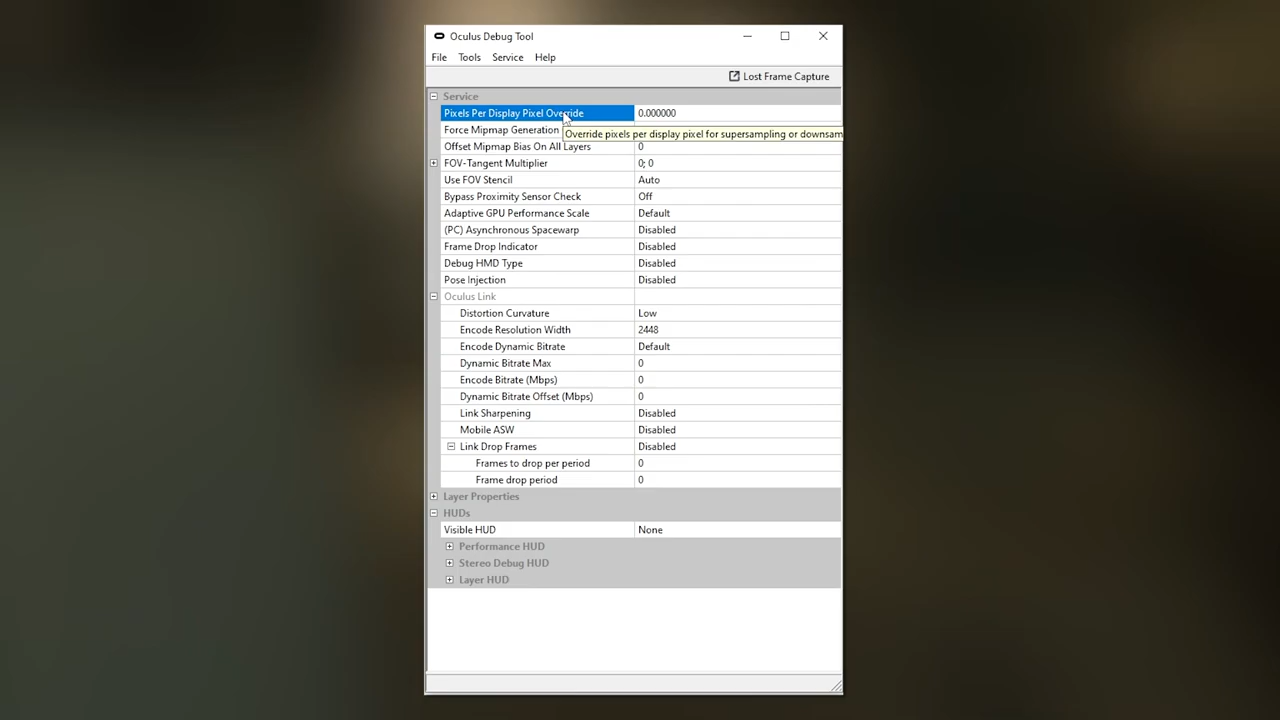 Oculus Debug Tool
File Tools Service Help
Lost Frame Capture
Service
Pixels Per Display Pixel Override 0.000000
Force Mipmap Generation
Override pixels per display pixel for supersampling or downsam
Offset Mipmap Bias On All Layers 0
FOV-Tangent Multiplier 0; 0
Use FOV Stencil Auto
Bypass Proximity Sensor Check Off
Adaptive GPU Performance Scale Default
(PC) Asynchronous Spacewarp Disabled
Frame Drop Indicator Disabled
Debug HMD Type Disabled
Pose Injection Disabled
Oculus Link
Distortion Curvature Low
Encode Resolution Width 2448
Encode Dynamic Bitrate Default
Dynamic Bitrate Max 0
Encode Bitrate (Mbps) 0
Dynamic Bitrate Offset (Mbps) 0
Link Sharpening Disabled
Mobile ASW Disabled
Link Drop Frames Disabled
Frames to drop per period 0
Frame drop period 0
Layer Properties
HUDs
Visible HUD None
Performance HUD
Stereo Debug HUD
Layer HUD